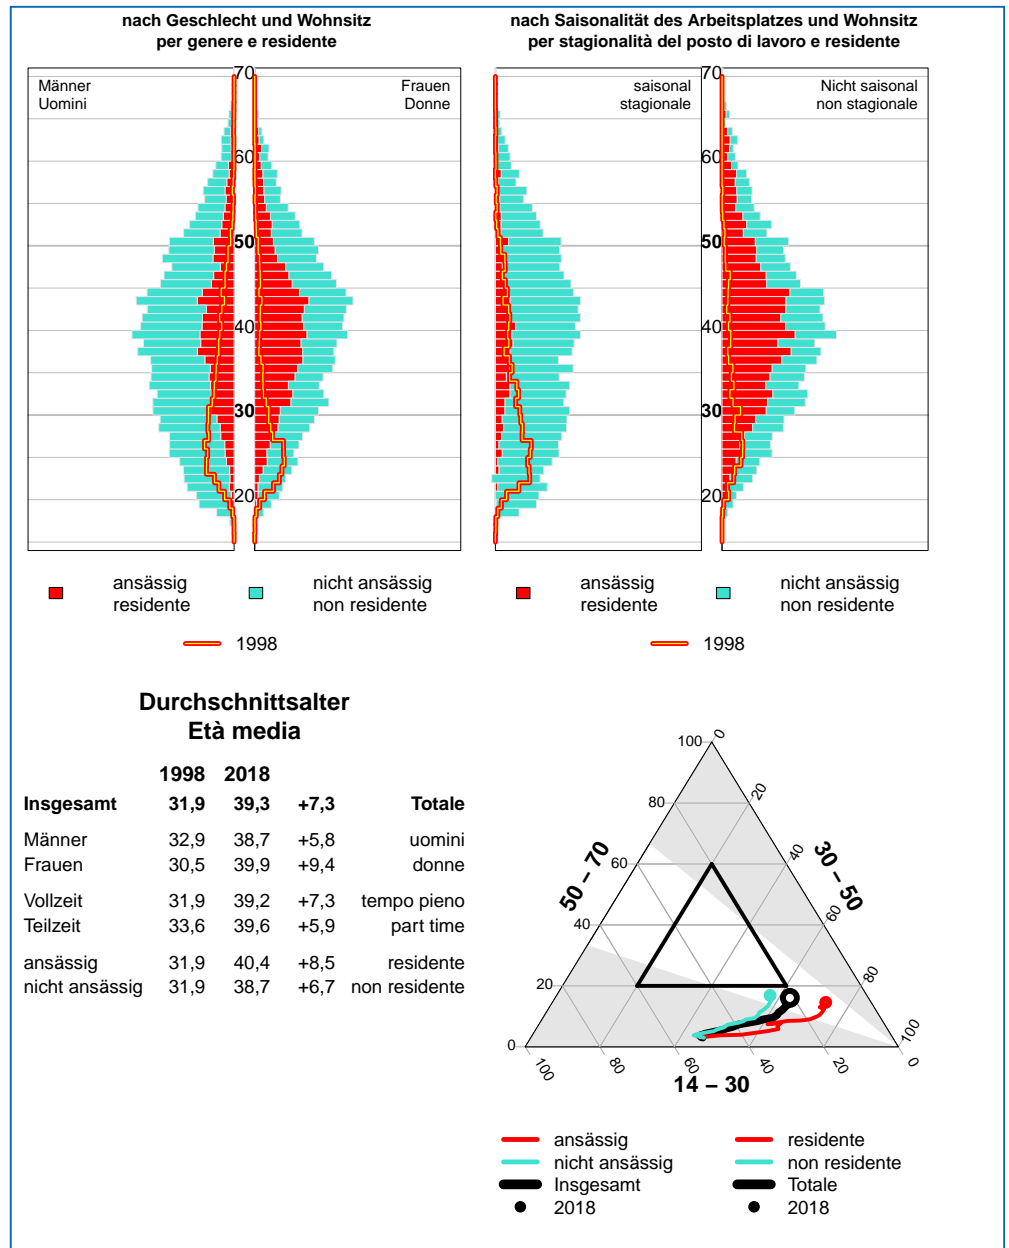 nach Geschlecht und Wohnsitz
per genere e residente
nach Saisonalität des Arbeitsplatzes und Wohnsitz
per stagionalità del posto di lavoro e residente
Männer
Uomini
Frauen
Donne
70
60
50
40
30
20
saisonal
stagionale
Nicht saisonal
non stagionale
70
60
50
40
30
20
ansässig
residente
nicht ansässig
non residente
1998
ansässig
residente
nicht ansässig
non residente
1998
Durchschnittsalter
Età media
1998 2018
Insgesamt 31,9 39,3 +7,3 Totale
Männer 32,9 38,7 +5,8 uomini
Frauen 30,5 39,9 +9,4 donne
Vollzeit 31,9 39,2 +7,3 tempo pieno
Teilzeit 33,6 39,6 +5,9 part time
ansässig 31,9 40,4 +8,5 residente
nicht ansässig 31,9 38,7 +6,7 non residente
50 – 70
100
80
60
40
20
0
30 – 50
0
20
40
60
80
100
100
80
60
40
20
0
14 – 30
ansässig residente
nicht ansässig non residente
Insgesamt Totale
2018 2018